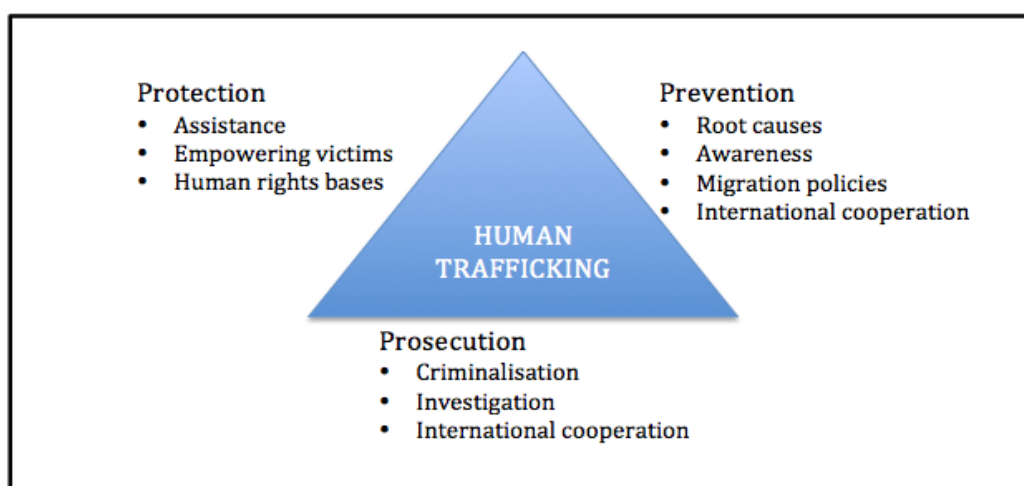 Protection
• Assistance
• Empowering victims
• Human rights bases
Prevention
• Root causes
• Awareness
• Migration policies
• International cooperation
HUMAN
TRAFFICKING
Prosecution
• Criminalisation
• Investigation
• International cooperation